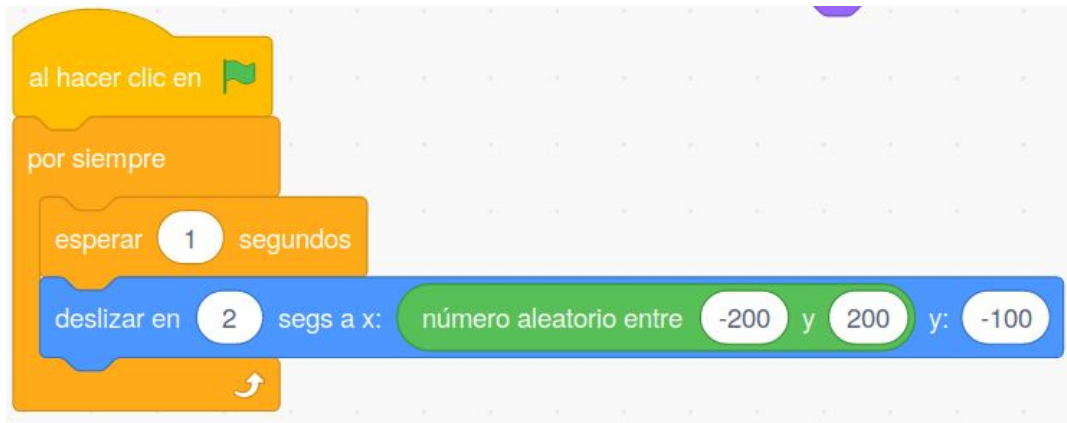 al hacer clic en
por siempre
esperar 1 segundos
deslizar en 2 segs a x: número aleatorio entre -200 y 200 y: -100